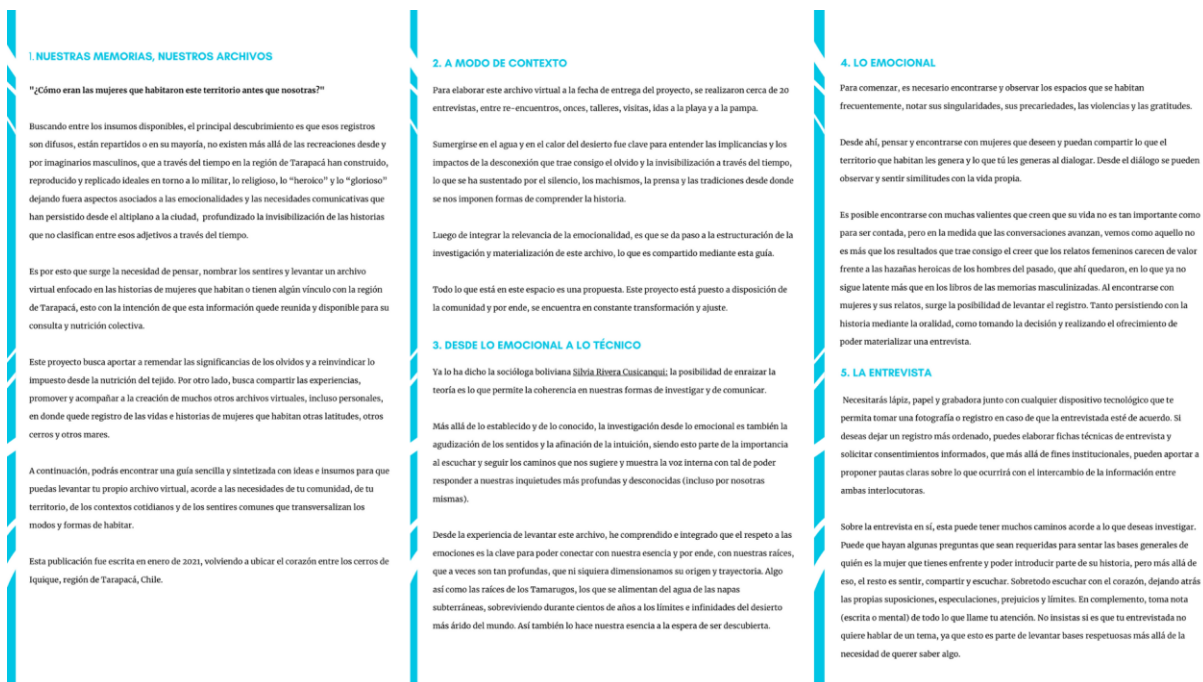 1. NUESTRAS MEMORIAS, NUESTROS ARCHIVOS
"¿Cómo eran las mujeres que habitaron este territorio antes que nosotras?"
Buscando entre los insumos disponibles, el principal descubrimiento es que esos registros
son difusos, están repartidos o en su mayoría, no existen más allá de las recreaciones desde y
por imaginarios masculinos, que a través del tiempo en la región de Tarapacá han construido,
reproducido y replicado ideales en torno a lo militar, lo religioso, lo “heroico” y lo “glorioso”
dejando fuera aspectos asociados a las emocionalidades y las necesidades comunicativas que
han persistido desde el altiplano a la ciudad, profundizado la invisibilización de las historias
que no clasifican entre esos adjetivos a través del tiempo.
Es por esto que surge la necesidad de pensar, nombrar los sentires y levantar un archivo
virtual enfocado en las historias de mujeres que habitan o tienen algún vínculo con la región
de Tarapacá, esto con la intención de que esta información quede reunida y disponible para su
consulta y nutrición colectiva.
Este proyecto busca aportar a remendar las significancias de los olvidos y a reinvindicar lo
impuesto desde la nutrición del tejido. Por otro lado, busca compartir las experiencias,
promover y acompañar a la creación de muchos otros archivos virtuales, incluso personales,
en donde quede registro de las vidas e historias de mujeres que habitan otras latitudes, otros
cerros y otros mares.
A continuación, podrás encontrar una guía sencilla y sintetizada con ideas e insumos para que
puedas levantar tu propio archivo virtual, acorde a las necesidades de tu comunidad, de tu
territorio, de los contextos cotidianos y de los sentires comunes que transversalizan los
modos y formas de habitar.
Esta publicación fue escrita en enero de 2021, volviendo a ubicar el corazón entre los cerros de
Iquique, región de Tarapacá, Chile.
2. A MODO DE CONTEXTO
Para elaborar este archivo virtual a la fecha de entrega del proyecto, se realizaron cerca de 20
entrevistas, entre re-encuentros, onces, talleres, visitas, idas a la playa y a la pampa.
Sumergirse en el agua y en el calor del desierto fue clave para entender las implicancias y los
impactos de la desconexión que trae consigo el olvido y la invisibilización a través del tiempo,
lo que se ha sustentado por el silencio, los machismos, la prensa y las tradiciones desde donde
se nos imponen formas de comprender la historia.
Luego de integrar la relevancia de la emocionalidad, es que se da paso a la estructuración de la
investigación y materialización de este archivo, lo que es compartido mediante esta guía.
Todo lo que está en este espacio es una propuesta. Este proyecto está puesto a disposición de
la comunidad y por ende, se encuentra en constante transformación y ajuste.
3. DESDE LO EMOCIONAL A LO TÉCNICO
Ya lo ha dicho la socióloga boliviana Silvia Rivera Cusicanqui: la posibilidad de enraizar la
teoría es lo que permite la coherencia en nuestras formas de investigar y de comunicar.
Más allá de lo establecido y de lo conocido, la investigación desde lo emocional es también la
agudización de los sentidos y la afinación de la intuición, siendo esto parte de la importancia
al escuchar y seguir los caminos que nos sugiere y muestra la voz interna con tal de poder
responder a nuestras inquietudes más profundas y desconocidas (incluso por nosotras
mismas).
Desde la experiencia de levantar este archivo, he comprendido e integrado que el respeto a las
emociones es la clave para poder conectar con nuestra esencia y por ende, con nuestras raíces,
que a veces son tan profundas, que ni siquiera dimensionamos su origen y trayectoria. Algo
así como las raíces de los Tamarugos, los que se alimentan del agua de las napas
subterráneas, sobreviviendo durante cientos de años a los límites e infinidades del desierto
más árido del mundo. Así también lo hace nuestra esencia a la espera de ser descubierta.
4. LO EMOCIONAL
Para comenzar, es necesario encontrarse y observar los espacios que se habitan
frecuentemente, notar sus singularidades, sus precariedades, las violencias y las gratitudes.
Desde ahí, pensar y encontrarse con mujeres que deseen y puedan compartir lo que el
territorio que habitan les genera y lo que tú les generas al dialogar. Desde el diálogo se pueden
observar y sentir similitudes con la vida propia.
Es posible encontrarse con muchas valientes que creen que su vida no es tan importante como
para ser contada, pero en la medida que las conversaciones avanzan, vemos como aquello no
es más que los resultados que trae consigo el creer que los relatos femeninos carecen de valor
frente a las hazañas heroicas de los hombres del pasado, que ahí quedaron, en lo que ya no
sigue latente más que en los libros de las memorias masculinizadas. Al encontrarse con
mujeres y sus relatos, surge la posibilidad de levantar el registro. Tanto persistiendo con la
historia mediante la oralidad, como tomando la decisión y realizando el ofrecimiento de
poder materializar una entrevista.
5. LA ENTREVISTA
Necesitarás lápiz, papel y grabadora junto con cualquier dispositivo tecnológico que te
permita tomar una fotografía o registro en caso de que la entrevistada esté de acuerdo. Si
deseas dejar un registro más ordenado, puedes elaborar fichas técnicas de entrevista y
solicitar consentimientos informados, que más allá de fines institucionales, pueden aportar a
proponer pautas claras sobre lo que ocurrirá con el intercambio de la información entre
ambas interlocutoras.
Sobre la entrevista en sí, esta puede tener muchos caminos acorde a lo que deseas investigar.
Puede que hayan algunas preguntas que sean requeridas para sentar las bases generales de
quién es la mujer que tienes enfrente y poder introducir parte de su historia, pero más allá de
eso, el resto es sentir, compartir y escuchar. Sobretodo escuchar con el corazón, dejando atrás
las propias suposiciones, especulaciones, prejuicios y límites. En complemento, toma nota
(escrita o mental) de todo lo que llame tu atención. No insistas si es que tu entrevistada no
quiere hablar de un tema, ya que esto es parte de levantar bases respetuosas más allá de la
necesidad de querer saber algo.